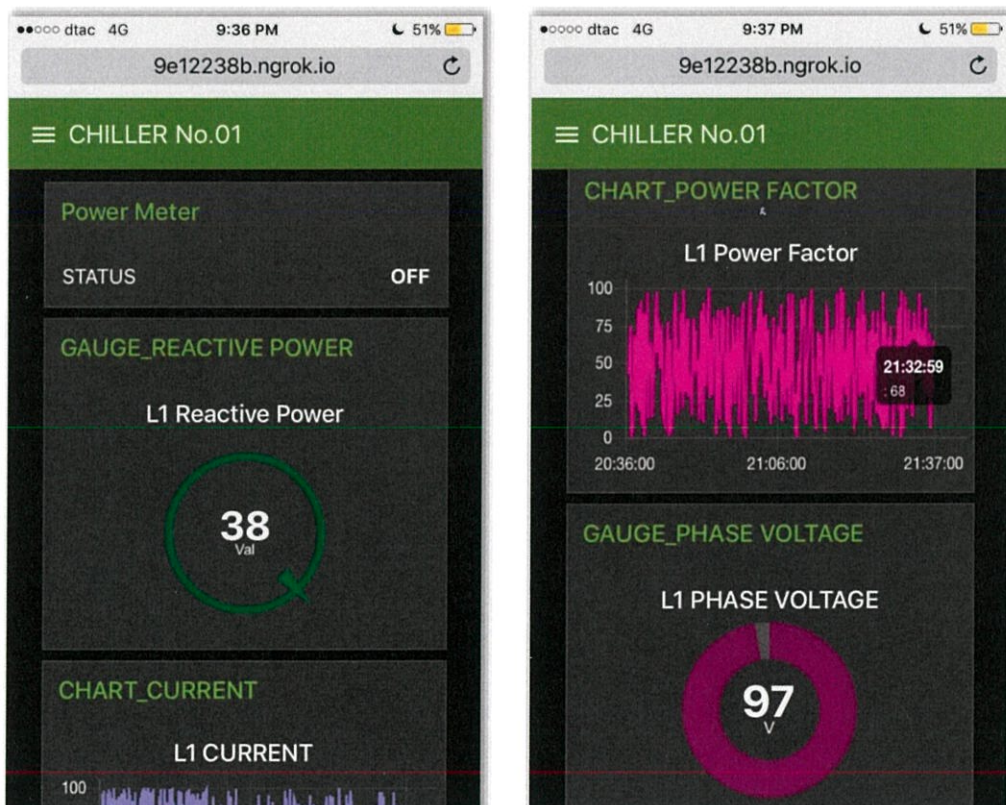 dtac 4G 9:36 PM 51%
9e12238b.ngrok.io
CHILLER No.01
Power Meter
STATUS OFF
GAUGE_REACTIVE POWER
L1 Reactive Power
38
Val
CHART_CURRENT
L1 CURRENT
100
dtac 4G 9:37 PM 51%
9e12238b.ngrok.io
CHILLER No.01
CHART_POWER FACTOR
L1 Power Factor
100
75
50
25
0
21:32:59
: 68
20:36:00 21:06:00 21:37:00
GAUGE_PHASE VOLTAGE
L1 PHASE VOLTAGE
97
V